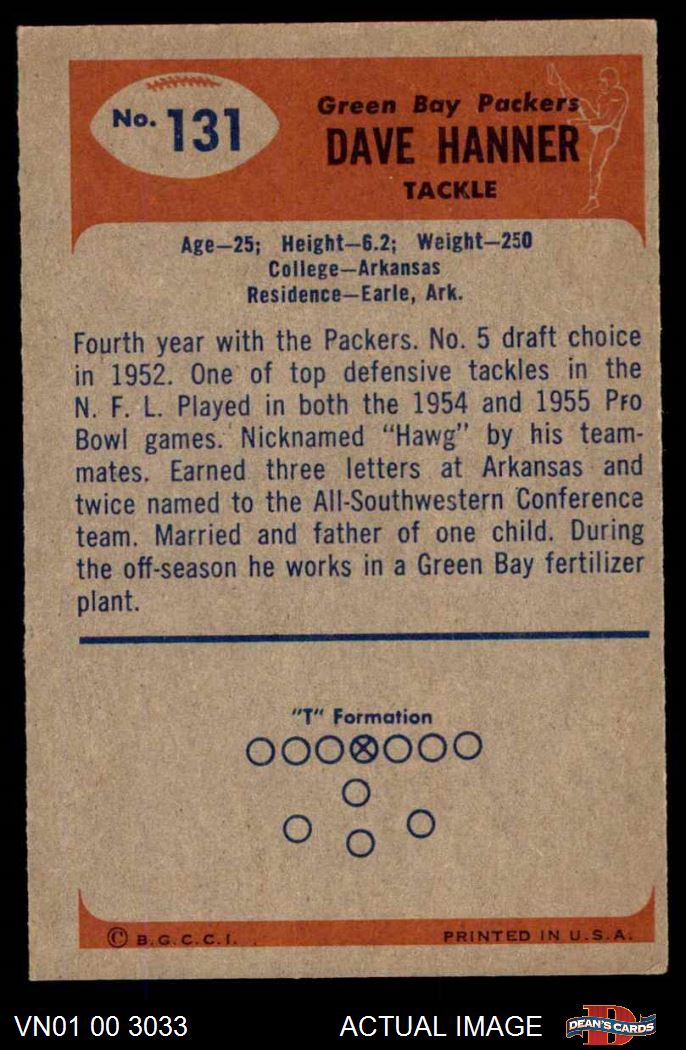 No. 131
Green Bay Packers
DAVE HANNER
TACKLE
Age—25; Height—6.2; Weight—250
College—Arkansas
Residence—Earle, Ark.
Fourth year with the Packers. No. 5 draft choice
in 1952. One of top defensive tackles in the
N. F. L. Played in both the 1954 and 1955 Pro
Bowl games. Nicknamed "Hawg" by his team-
mates. Earned three letters at Arkansas and
twice named to the All-Southwestern Conference
team. Married and father of one child. During
the off-season he works in a Green Bay fertilizer
plant.
"T" Formation
© B.G.C.C.I.
PRINTED IN U.S.A.
VN01 00 3033
ACTUAL IMAGE
D
DEAN'S CARDS